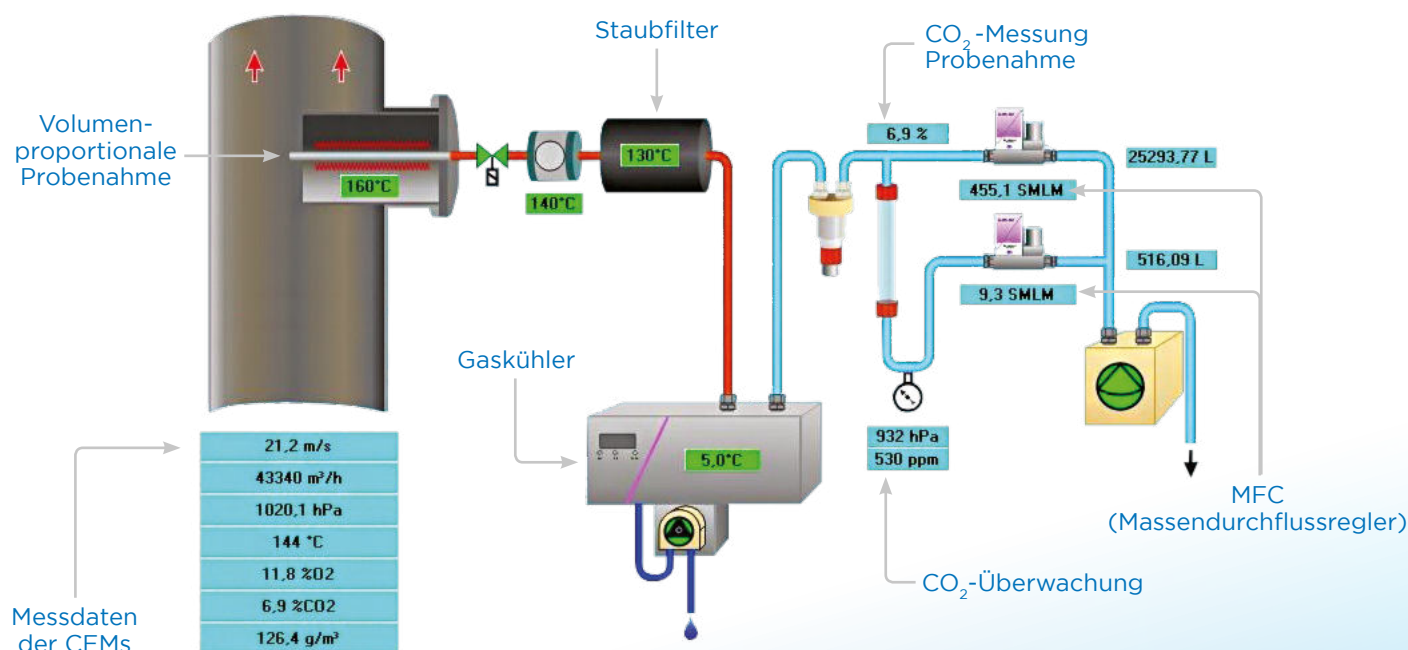 Staubfilter
CO₂-Messung
Probenahme
Volumen-
proportionale
Probenahme
160°C
140°C
130°C
6,9 %
25293,77 L
455,1 SMLM
516,09 L
9,3 SMLM
Gaskühler
5,0°C
932 hPa
530 ppm
MFC
(Massendurchflussregler)
CO₂-Überwachung
Messdaten
der CEMs
21,2 m/s
43340 m³/h
1020,1 hPa
144 °C
11,8 %O2
6,9 %CO2
126,4 g/m³